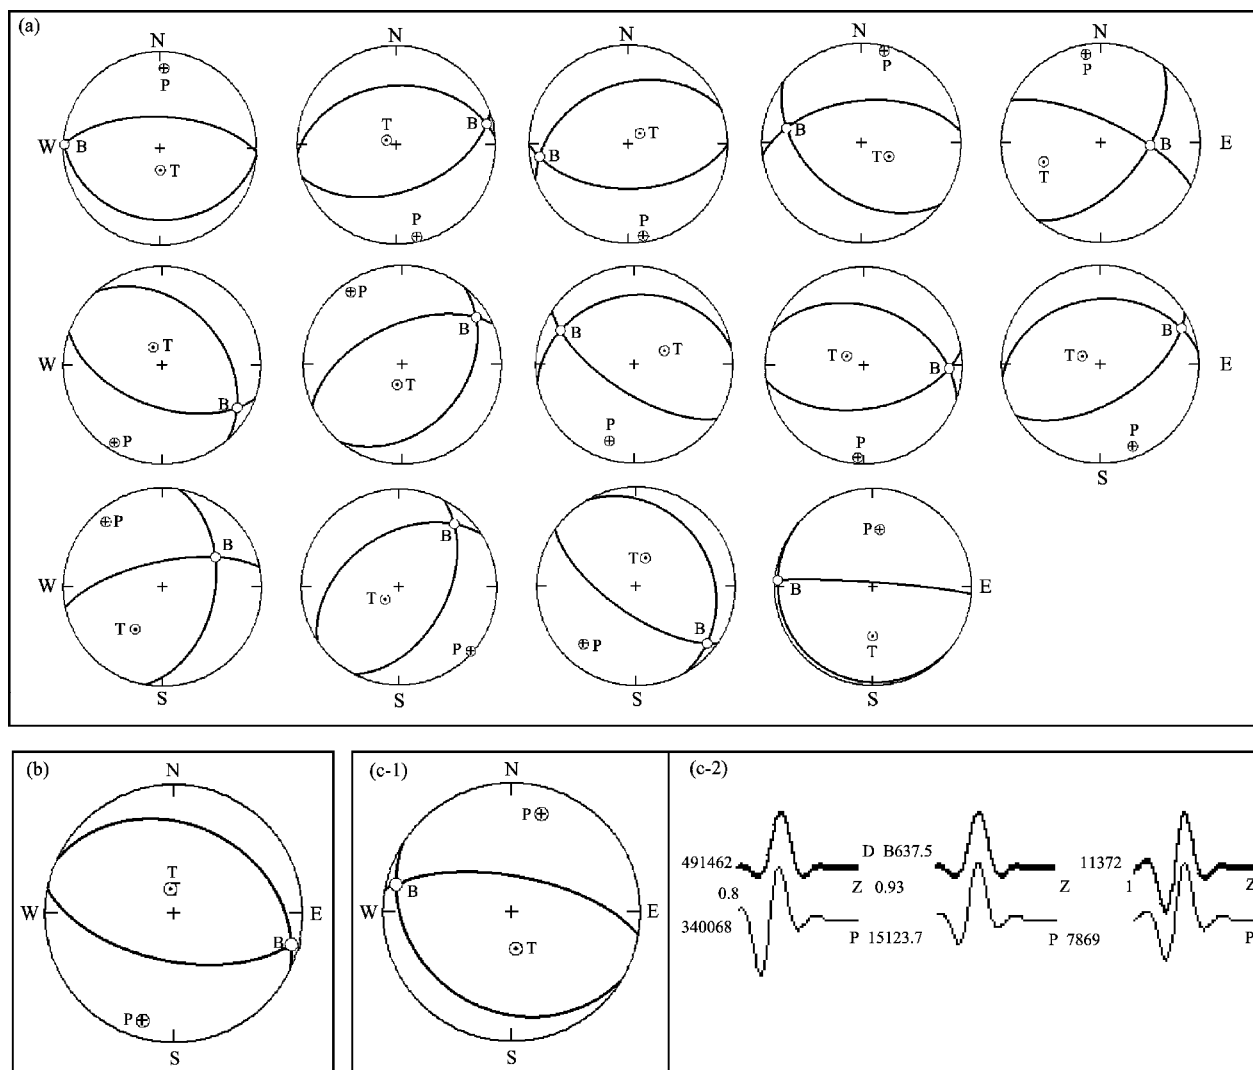 (a)
N N N N N
P P P
T B
W B T B T B T B T E
P P
P
W T B B B T B T B E
T
P P P P
S
P P P
W B B T B E
T T P P B T
S S S S
(b)
N
T
W E
B
P
S
(c-1)
N
P
W B E
T
S
(c-2)
491462 D B637.5 11372
0.8 Z 0.93 Z 1 Z
340068 P 15123.7 P 7869 P